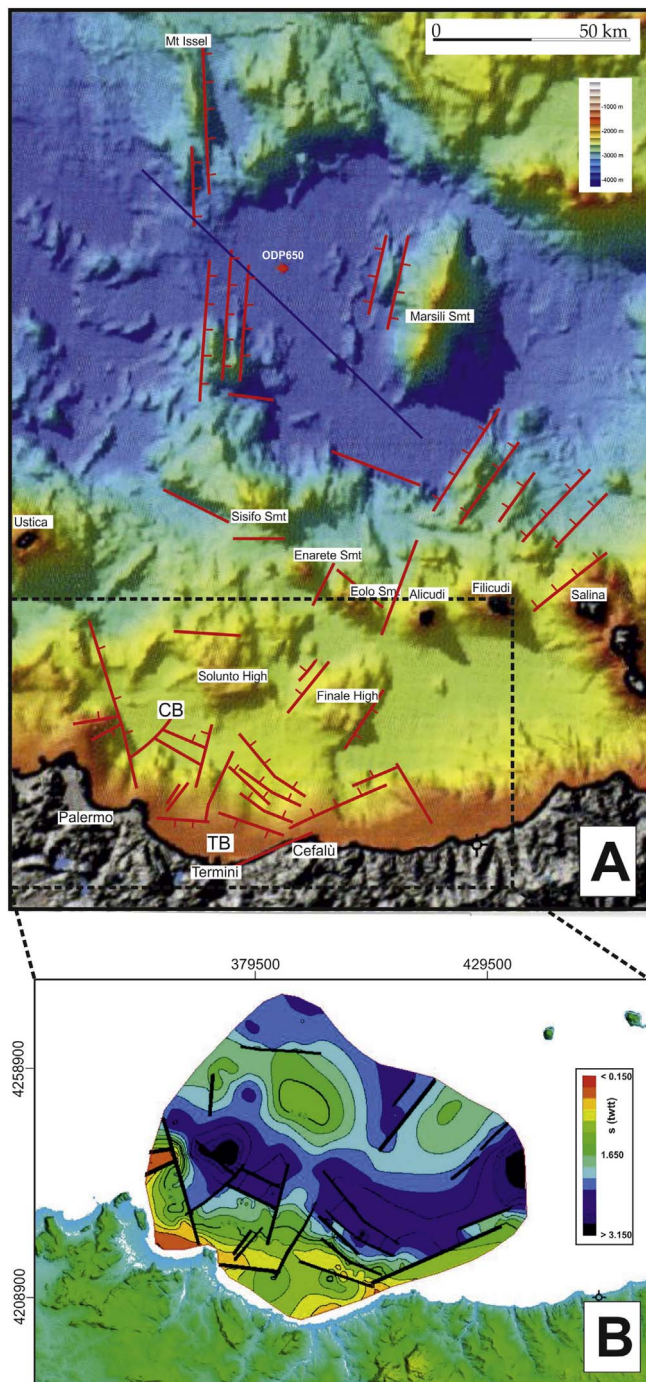 Mt Issel
0 50 km
-1000 m
-2000 m
-3000 m
-4000 m
ODP650
Marsili Smt
Sisifo Smt
Ustica
Enarete Smt
Eolo Smt
Alicudi
Filicudi
Salina
Solunto High
Finale High
CB
Palermo
TB
Cefalù
Termini
A
379500 429500
4258900
< 0.150
s (twtt)
1.650
> 3.150
4208900
B